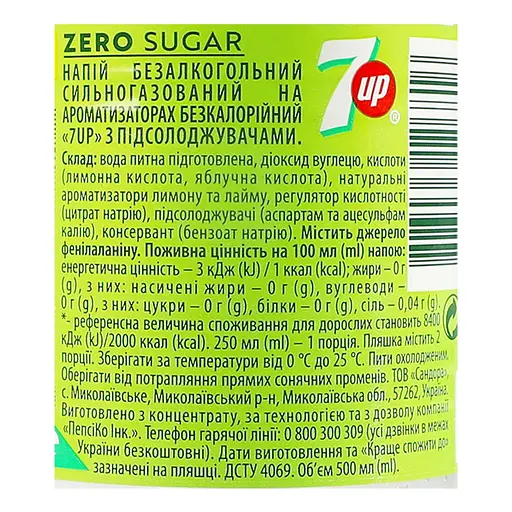 ZERO SUGAR
НАПІЙ БЕЗАЛКОГОЛЬНИЙ
СИЛЬНОГАЗОВАНИЙ НА
АРОМАТИЗАТОРАХ БЕЗКАЛОРІЙНИЙ
«7UP» З ПІДСОЛОДЖУВАЧАМИ.
7UP®
Склад: вода питна підготовлена, діоксид вуглецю, кислоти
(лимонна кислота, яблучна кислота), натуральні
ароматизатори лимону та лайму, регулятор кислотності
(цитрат натрію), підсолоджувачі (аспартам та ацесульфам
калію), консервант (бензоат натрію). Містить джерело
фенілаланіну. Поживна цінність на 100 мл (ml) напою:
енергетична цінність – 3 кДж (kJ) / 1 ккал (kcal); жири – 0 г
(g), з них: насичені жири – 0 г (g), вуглеводи –
0 г (g), з них: цукри – 0 г (g), білки – 0 г (g), сіль – 0,04 г (g).
*- референсна величина споживання для дорослих становить 8400
кДж (kJ)/2000 ккал (kcal). 250 мл (ml) – 1 порція. Пляшка містить 2
порції. Зберігати за температури від 0 °С до 25 °С. Пити охолодженим.
Оберігати від потрапляння прямих сонячних променів. ТОВ «Сандора»,
с. Миколаївське, Миколаївський р-н, Миколаївська обл., 57262, Україна.
Виготовлено з концентрату, за технологією та з дозволу компанії
«ПепсіКо Інк.». Телефон гарячої лінії: 0 800 300 309 (усі дзвінки в межах
України безкоштовні). Дати виготовлення та «Краще спожити до»
зазначені на пляшці. ДСТУ 4069. Об'єм 500 мл (ml).